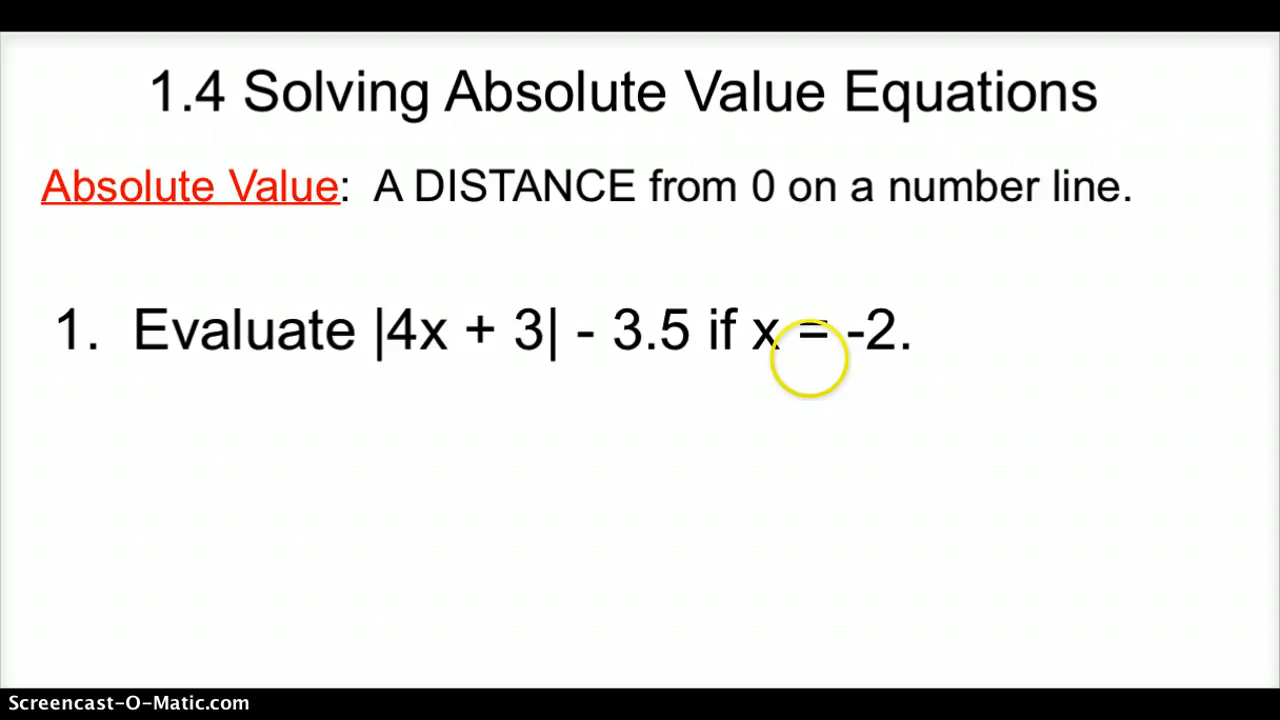 1.4 Solving Absolute Value Equations
Absolute Value:  A DISTANCE from 0 on a number line.
1.  Evaluate |4x + 3| - 3.5 if x = -2.
Screencast-O-Matic.com